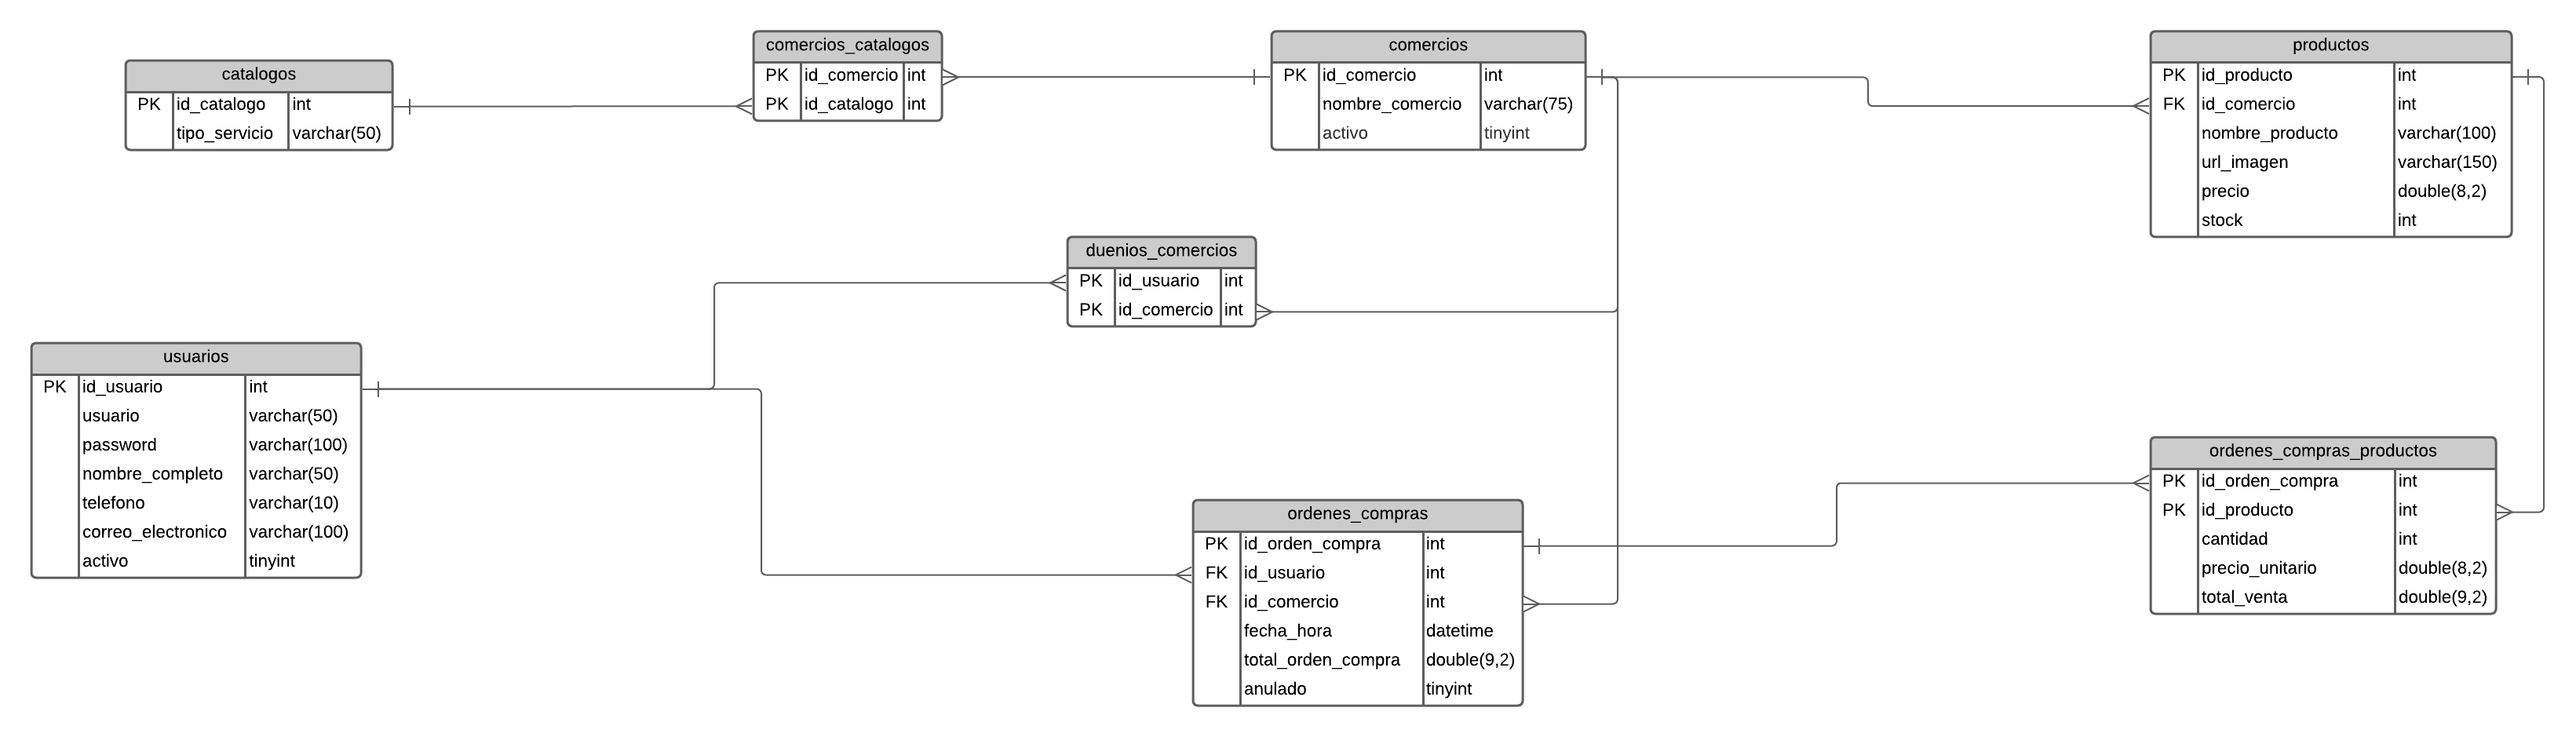 catalogos
PK id_catalogo int
tipo_servicio varchar(50)
comercios_catalogos
PK id_comercio int
PK id_catalogo int
comercios
PK id_comercio int
nombre_comercio varchar(75)
activo tinyint
productos
PK id_producto int
FK id_comercio int
nombre_producto varchar(100)
url_imagen varchar(150)
precio double(8,2)
stock int
duenios_comercios
PK id_usuario int
PK id_comercio int
usuarios
PK id_usuario int
usuario varchar(50)
password varchar(100)
nombre_completo varchar(50)
telefono varchar(10)
correo_electronico varchar(100)
activo tinyint
ordenes_compras
PK id_orden_compra int
FK id_usuario int
FK id_comercio int
fecha_hora datetime
total_orden_compra double(9,2)
anulado tinyint
ordenes_compras_productos
PK id_orden_compra int
PK id_producto int
cantidad int
precio_unitario double(8,2)
total_venta double(9,2)